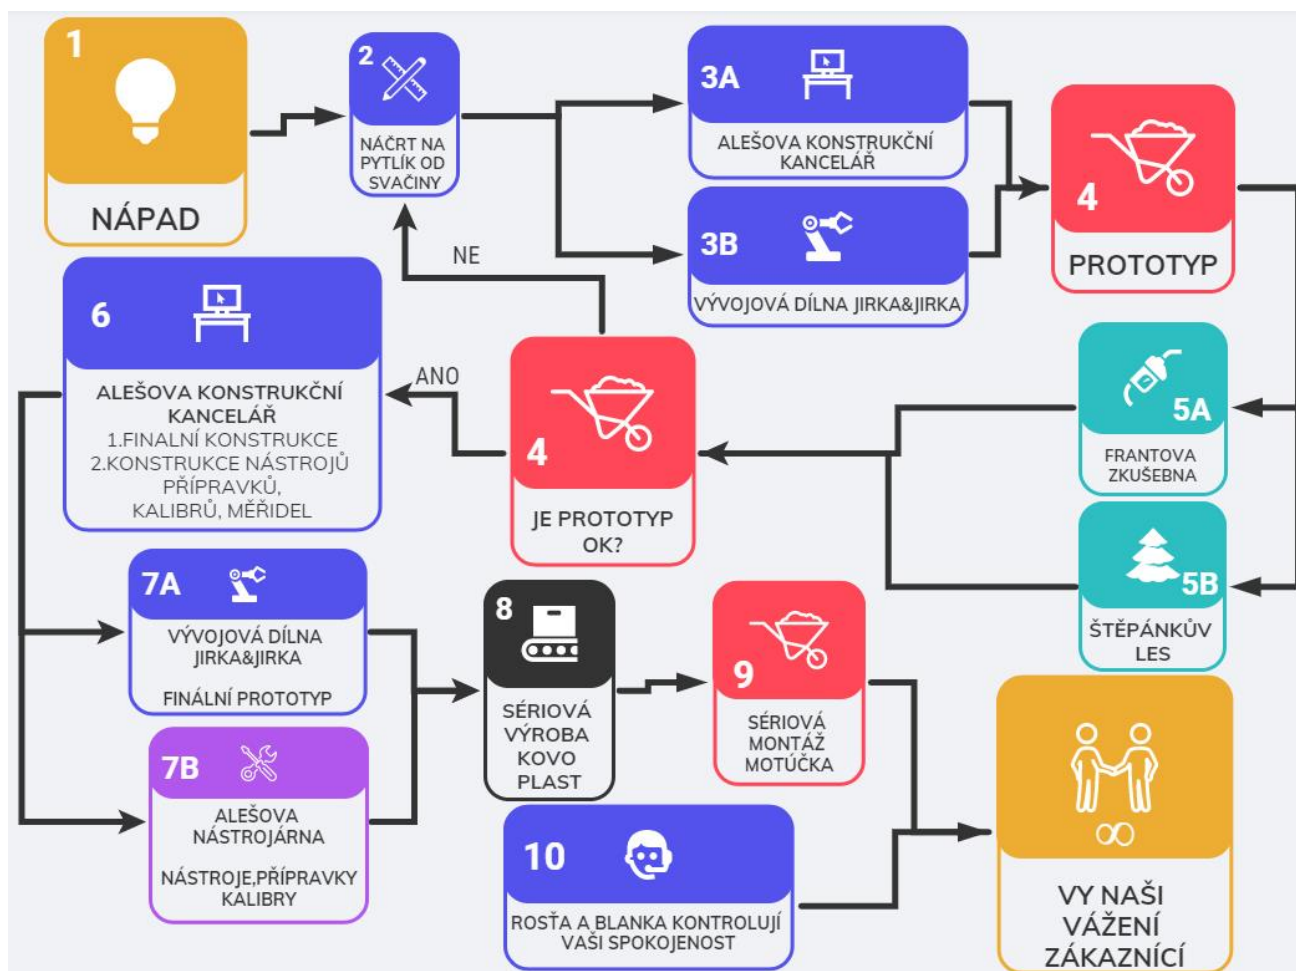 1
NÁPAD
2
NÁČRT NA
PYTLÍK OD
SVAČINY
3A
ALEŠOVA KONSTRUKČNÍ
KANCELÁŘ
3B
VÝVOJOVÁ DÍLNA JIRKA&JIRKA
4
PROTOTYP
5A
FRANTOVA
ZKUŠEBNA
5B
ŠTĚPÁNKŮV
LES
4
JE PROTOTYP
OK?
NE
ANO
6
ALEŠOVA KONSTRUKČNÍ
KANCELÁŘ
1.FINALNÍ KONSTRUKCE
2.KONSTRUKCE NÁSTROJŮ
PŘÍPRAVKŮ,
KALIBRŮ, MĚŘIDEL
7A
VÝVOJOVÁ DÍLNA
JIRKA&JIRKA
FINÁLNÍ PROTOTYP
7B
ALEŠOVA
NÁSTROJÁRNA
NÁSTROJE,PŘÍPRAVKY
KALIBRY
8
SÉRIOVÁ
VÝROBA
KOVO
PLAST
9
SÉRIOVÁ
MONTÁŽ
MOTÚČKA
10
ROSŤA A BLANKA KONTROLUJÍ
VAŠI SPOKOJENOST
∞
VY NAŠI
VÁŽENÍ
ZÁKAZNÍCÍ